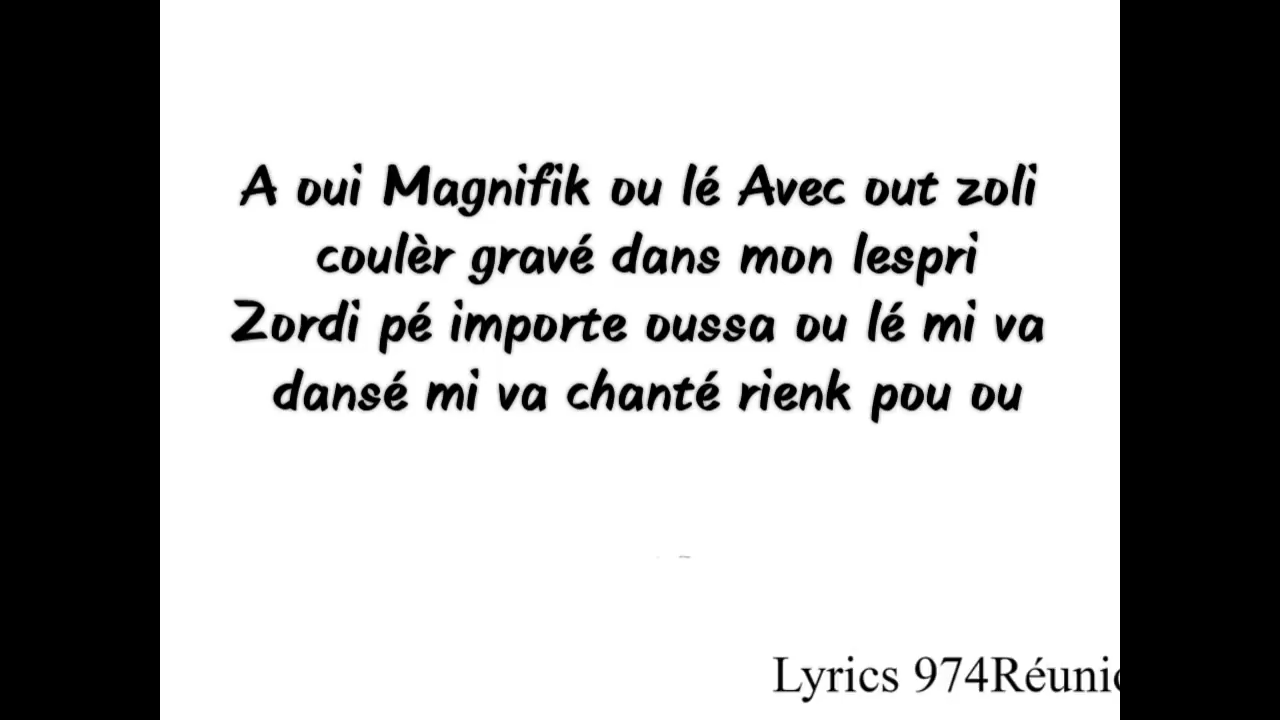 A oui Magnifik ou lé Avec out zoli
coulèr gravé dans mon lespri
Zordi pé importe oussa ou lé mi va
dansé mi va chanté rienk pou ou
Lyrics 974Réunio